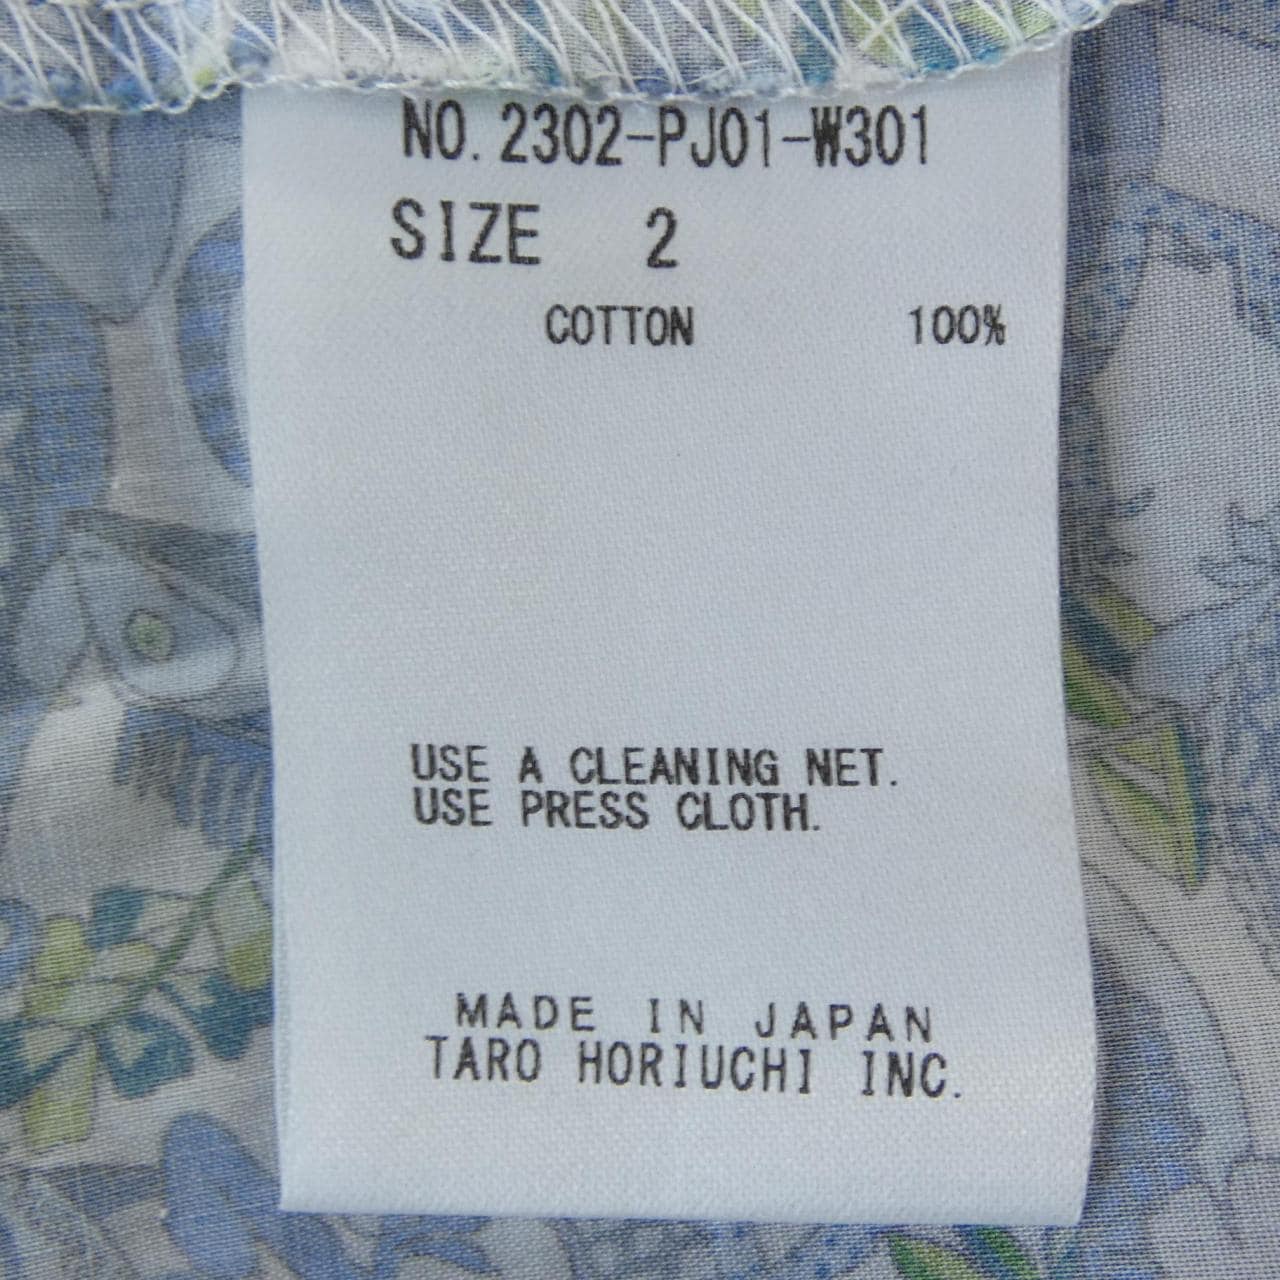 NO. 2302-PJ01-W301
SIZE 2
COTTON 100%
USE A CLEANING NET.
USE PRESS CLOTH.
MADE IN JAPAN
TARO HORIUCHI INC.